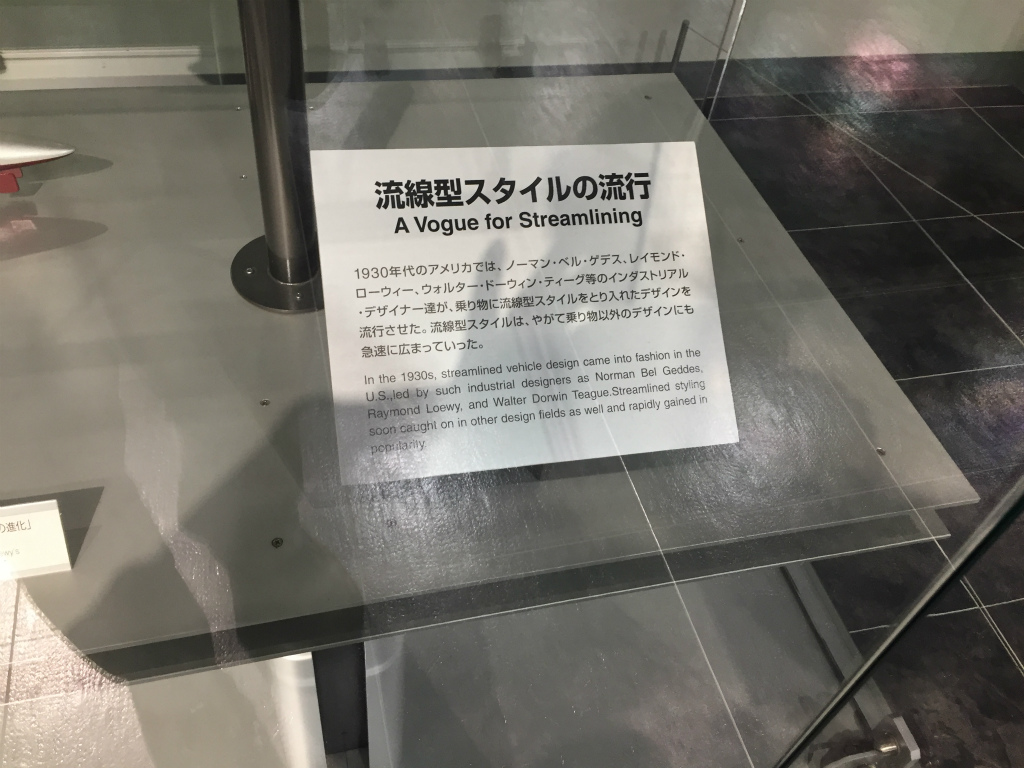 流線型スタイルの流行
A Vogue for Streamlining
1930年代のアメリカでは、ノーマン・ベル・ゲデス、レイモンド・
ローウィー、ウォルター・ドーウィン・ティーグ等のインダストリアル
・デザイナー達が、乗り物に流線型スタイルをとり入れたデザインを
流行させた。流線型スタイルは、やがて乗り物以外のデザインにも
急速に広まっていった。
In the 1930s, streamlined vehicle design came into fashion in the
U.S.,led by such industrial designers as Norman Bel Geddes,
Raymond Loewy, and Walter Dorwin Teague.Streamlined styling
soon caught on in other design fields as well and rapidly gained in
popularity.
の進化」